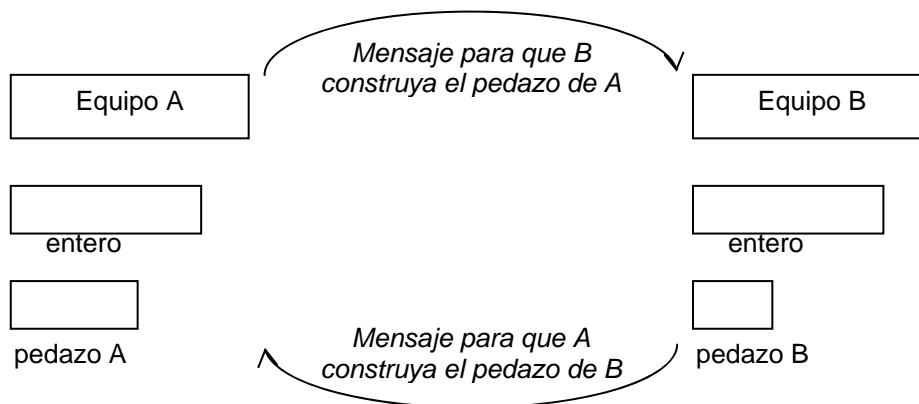 Mensaje para que B
construya el pedazo de A
Equipo A
Equipo B
entero
entero
pedazo A
Mensaje para que A
construya el pedazo de B
pedazo B